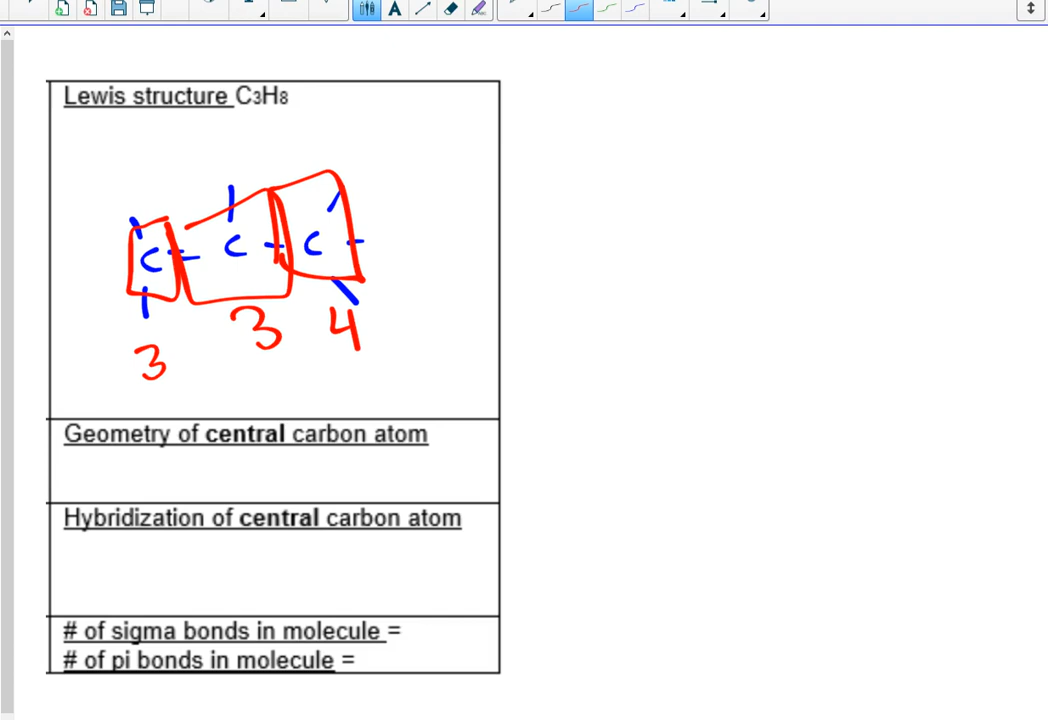 Lewis structure C3H8
C - C - C
3 3 4
Geometry of central carbon atom
Hybridization of central carbon atom
# of sigma bonds in molecule =
# of pi bonds in molecule =